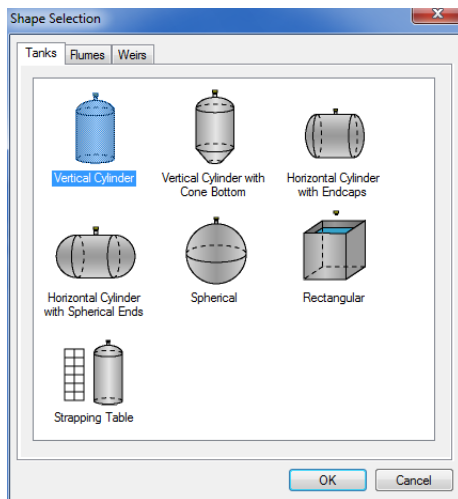 Shape Selection
Tanks Flumes Weirs
Vertical Cylinder
Vertical Cylinder with
Cone Bottom
Horizontal Cylinder
with Endcaps
Horizontal Cylinder
with Spherical Ends
Spherical
Rectangular
Strapping Table
OK Cancel